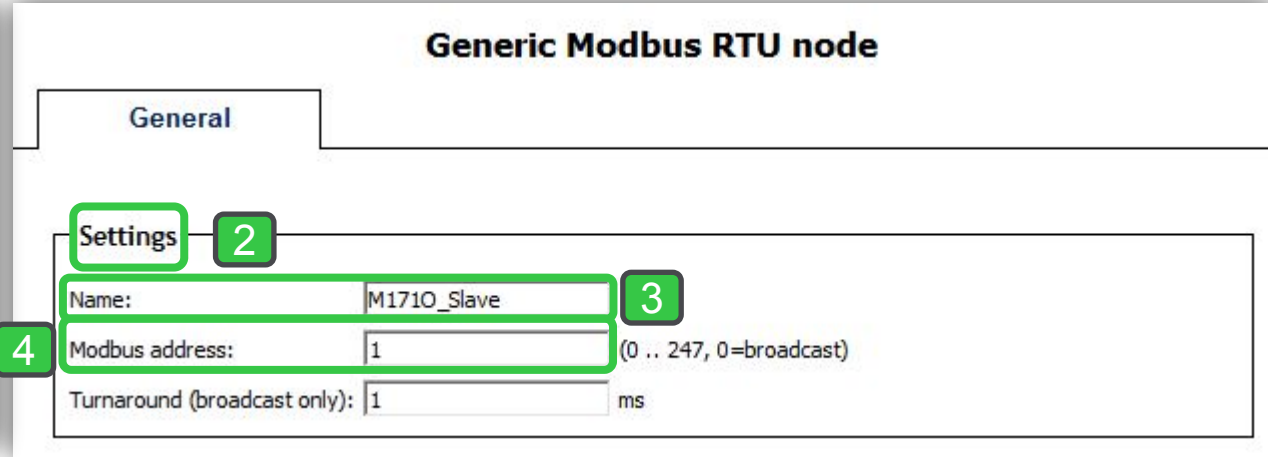 Generic Modbus RTU node
General
Settings 2
Name: M171O_Slave 3
4 Modbus address: 1 (0 .. 247, 0=broadcast)
Turnaround (broadcast only): 1 ms